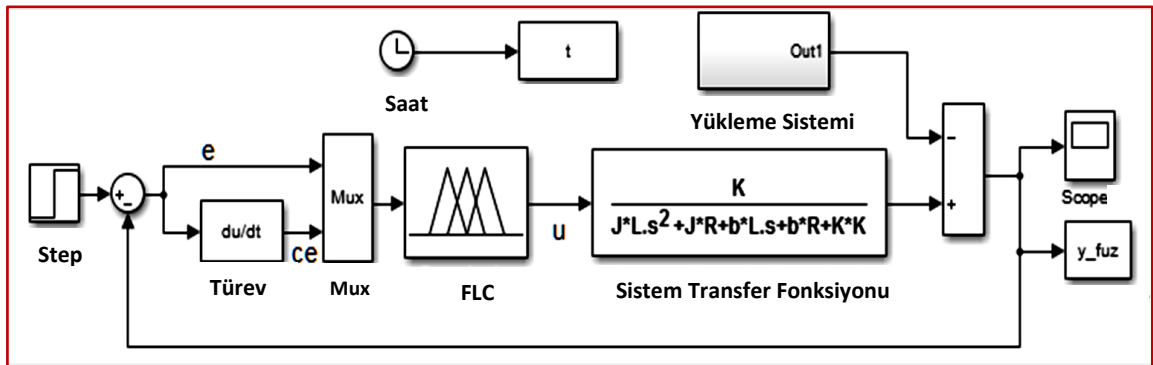 t
Saat
Out1
Yükleme Sistemi
Step
+
−
e
du/dt
Türev
ce
Mux
Mux
FLC
u
K
J*L.s² +J*R+b*L.s+b*R+K*K
Sistem Transfer Fonksiyonu
−
+
Scope
y_fuz